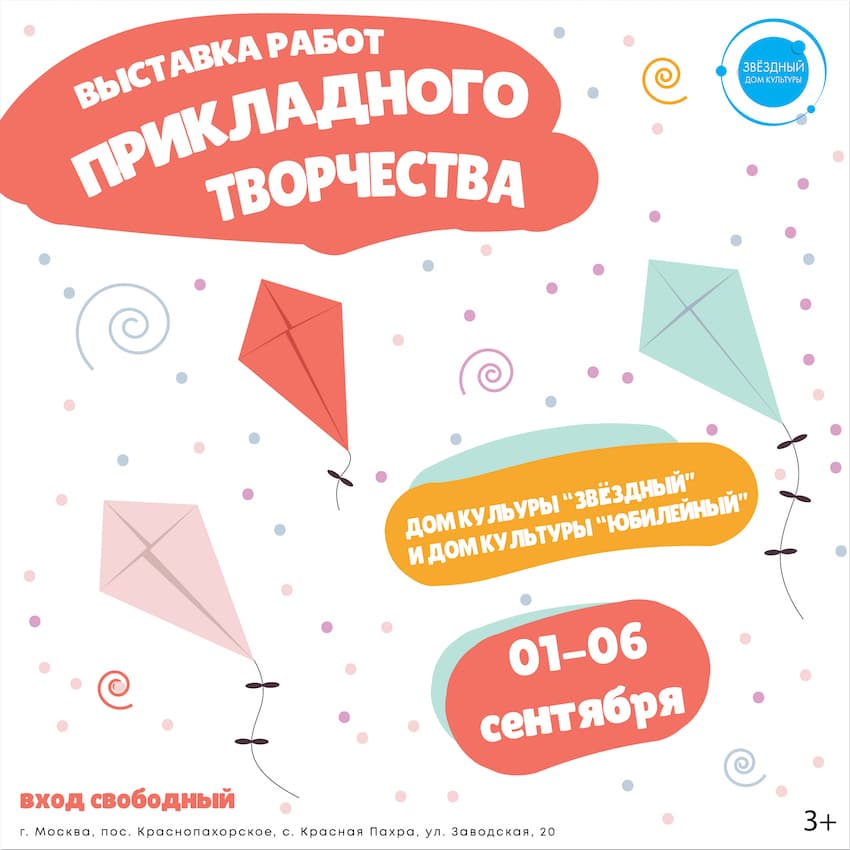 ВЫСТАВКА РАБОТ
ПРИКЛАДНОГО
ТВОРЧЕСТВА
ЗВЁЗДНЫЙ
ДОМ КУЛЬТУРЫ
ДОМ КУЛЬУРЫ “ЗВЁЗДНЫЙ”
И ДОМ КУЛЬТУРЫ “ЮБИЛЕЙНЫЙ”
01–06
сентября
вход свободный
г. Москва, пос. Краснопахорское, с. Красная Пахра, ул. Заводская, 20
3+